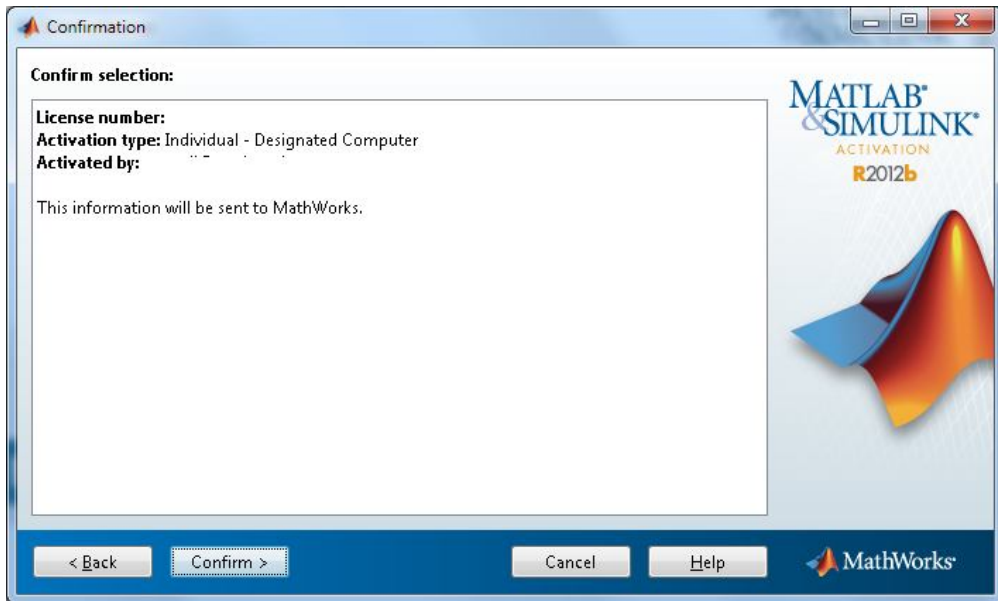 Confirmation
Confirm selection:
License number:
Activation type: Individual - Designated Computer
Activated by:
This information will be sent to MathWorks.
MATLAB®
&SIMULINK®
ACTIVATION
R2012b
< Back
Confirm >
Cancel
Help
MathWorks®